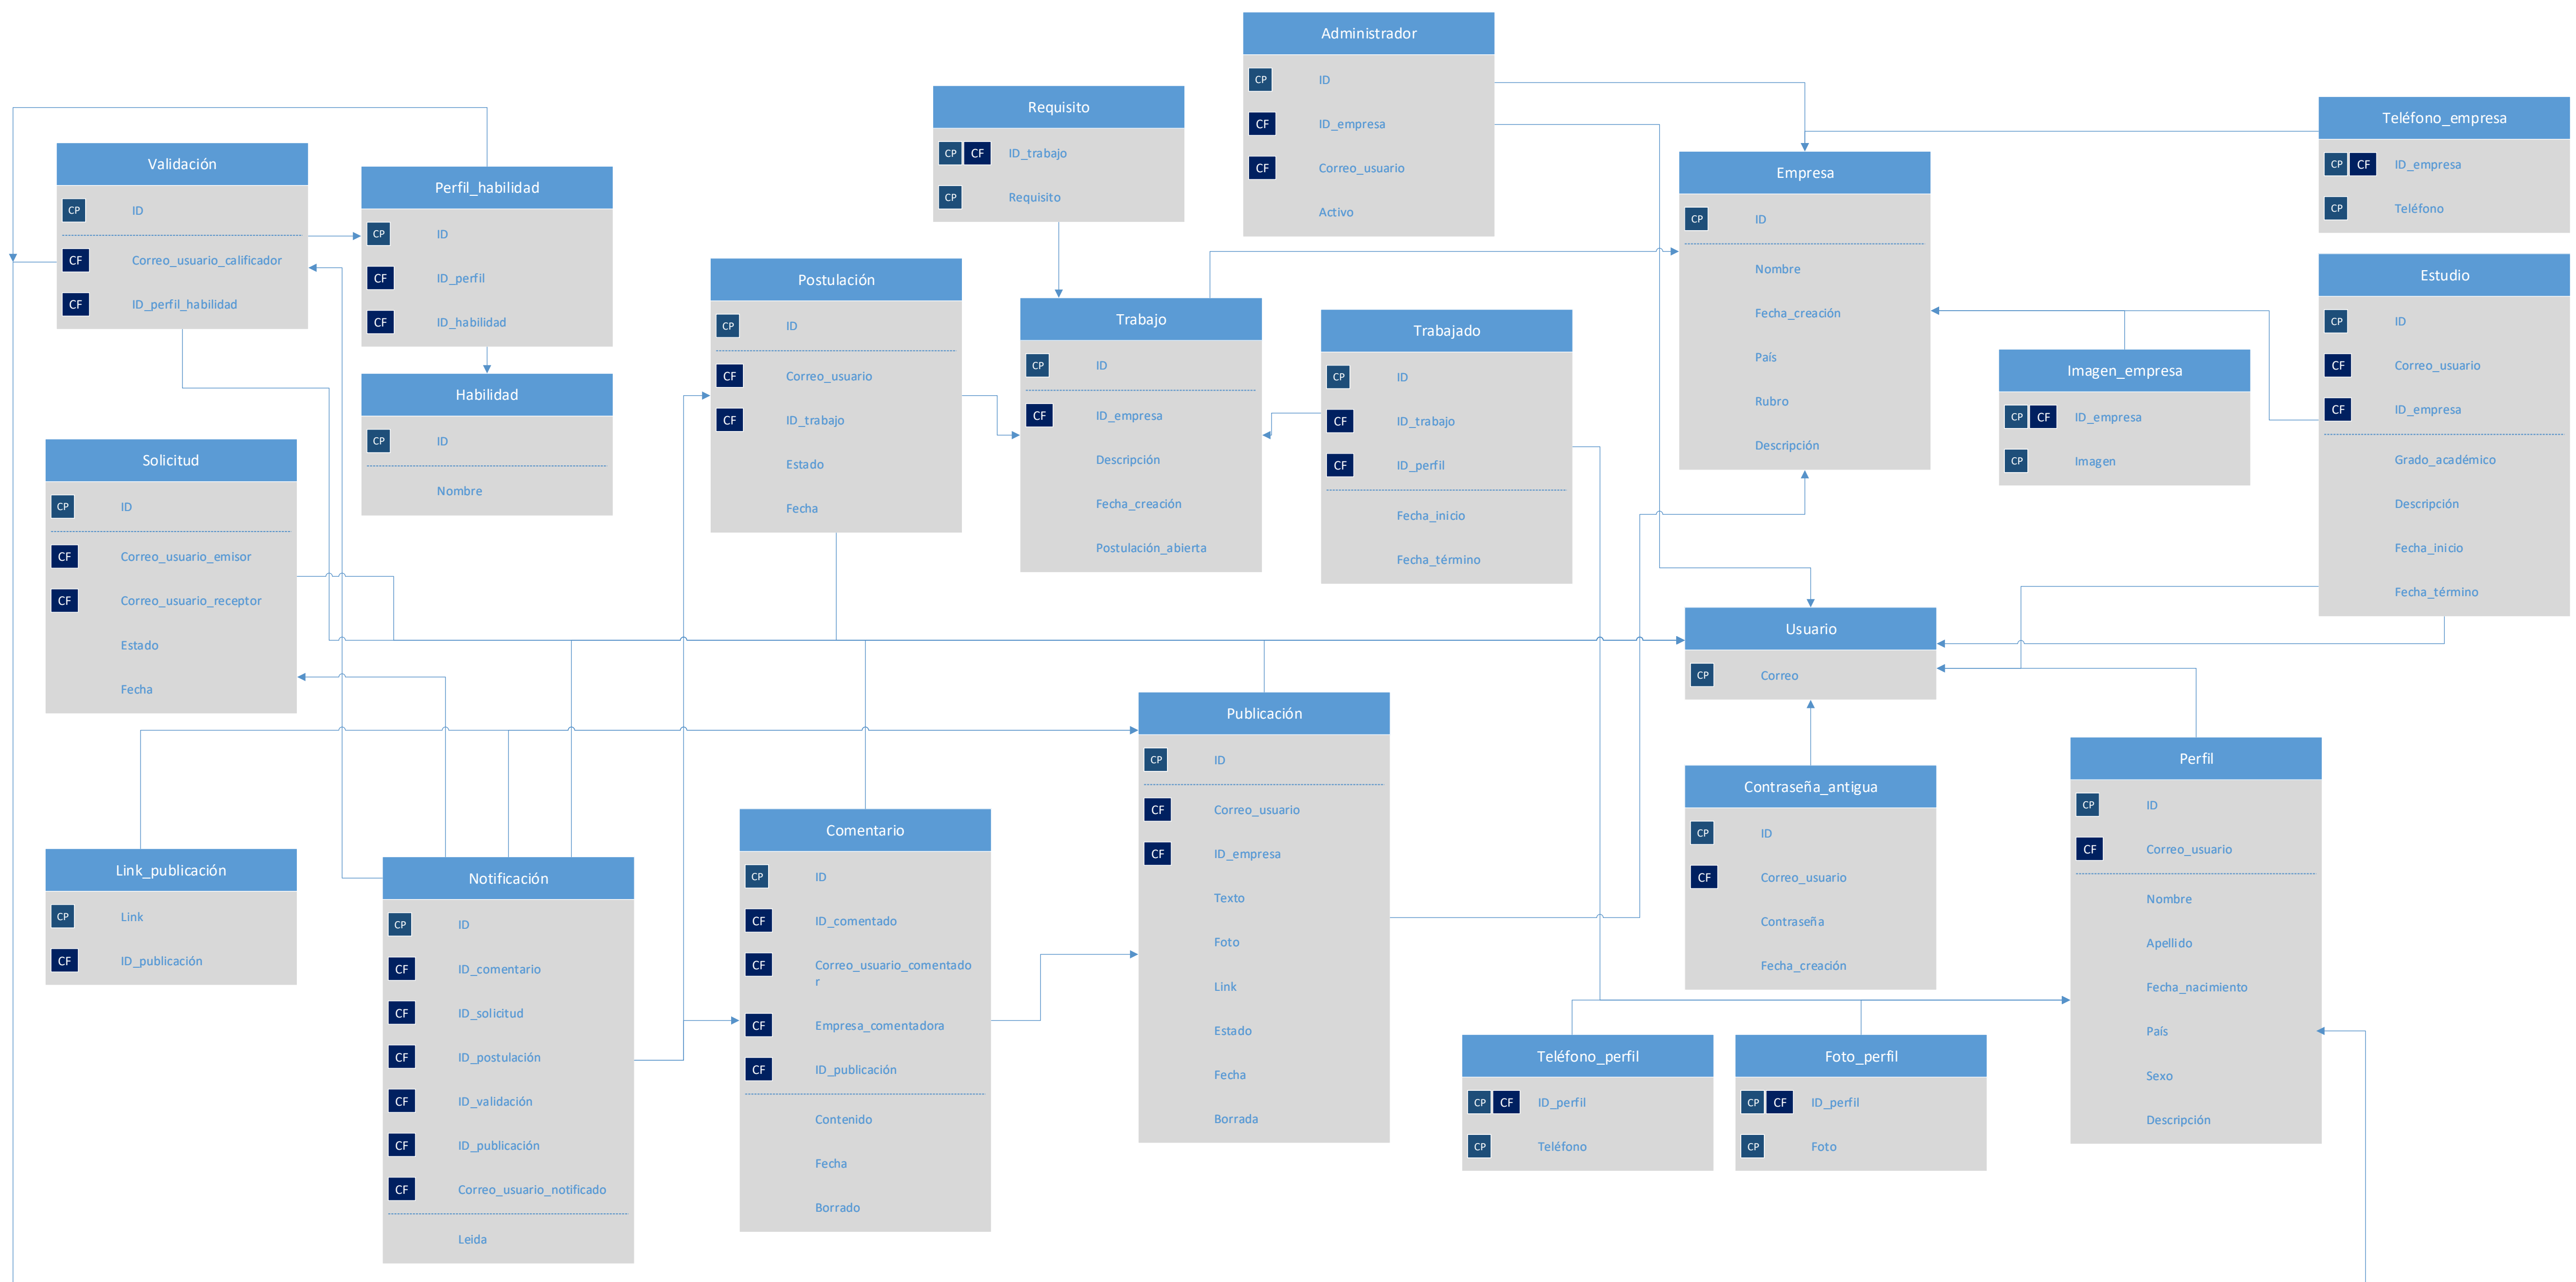 Administrador
CP ID
CF ID_empresa
CF Correo_usuario
Activo
Requisito
CP CF ID_trabajo
CP Requisito
Teléfono_empresa
CP CF ID_empresa
CP Teléfono
Validación
CP ID
CF Correo_usuario_calificador
CF ID_perfil_habilidad
Perfil_habilidad
CP ID
CF ID_perfil
CF ID_habilidad
Empresa
CP ID
Nombre
Fecha_creación
País
Rubro
Descripción
Estudio
CP ID
CF Correo_usuario
CF ID_empresa
Grado_académico
Descripción
Fecha_inicio
Fecha_término
Postulación
CP ID
CF Correo_usuario
CF ID_trabajo
Estado
Fecha
Trabajo
CP ID
CF ID_empresa
Descripción
Fecha_creación
Postulación_abierta
Trabajado
CP ID
CF ID_trabajo
CF ID_perfil
Fecha_inicio
Fecha_término
Imagen_empresa
CP CF ID_empresa
CP Imagen
Habilidad
CP ID
Nombre
Solicitud
CP ID
CF Correo_usuario_emisor
CF Correo_usuario_receptor
Estado
Fecha
Usuario
CP Correo
Publicación
CP ID
CF Correo_usuario
CF ID_empresa
Texto
Foto
Link
Estado
Fecha
Borrada
Perfil
CP ID
CF Correo_usuario
Nombre
Apellido
Fecha_nacimiento
País
Sexo
Descripción
Contraseña_antigua
CP ID
CF Correo_usuario
Contraseña
Fecha_creación
Comentario
CP ID
CF ID_comentado
CF Correo_usuario_comentado
r
CF Empresa_comentadora
CF ID_publicación
Contenido
Fecha
Borrado
Link_publicación
CP Link
CF ID_publicación
Notificación
CP ID
CF ID_comentario
CF ID_solicitud
CF ID_postulación
CF ID_validación
CF ID_publicación
CF Correo_usuario_notificado
Leida
Teléfono_perfil
CP CF ID_perfil
CP Teléfono
Foto_perfil
CP CF ID_perfil
CP Foto